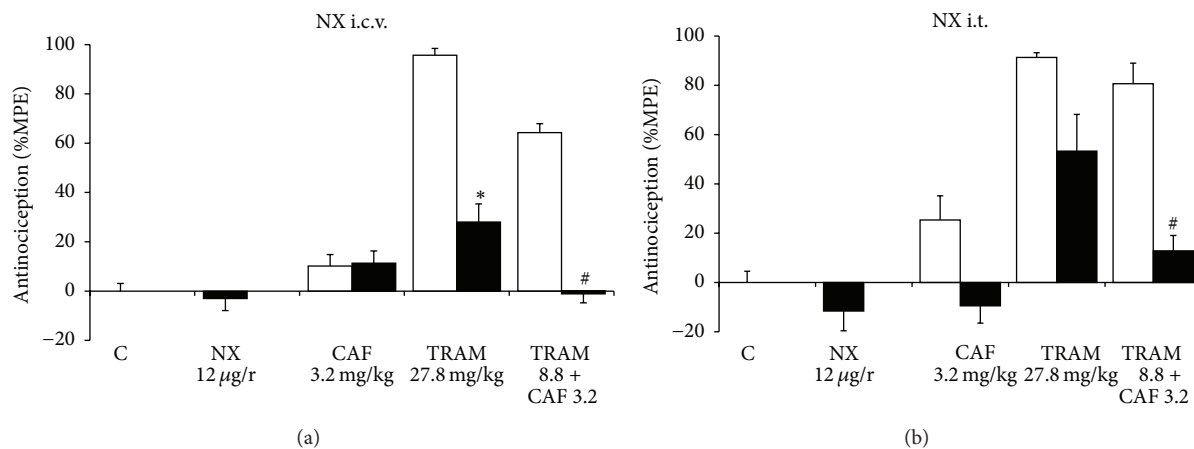 NX i.c.v.
100
80
60
40
20
0
−20
Antinociception (%MPE)
*
#
C
NX
12 μg/r
CAF
3.2 mg/kg
TRAM
27.8 mg/kg
TRAM
8.8 +
CAF 3.2
(a)
NX i.t.
100
80
60
40
20
0
−20
Antinociception (%MPE)
#
C
NX
12 μg/r
CAF
3.2 mg/kg
TRAM
27.8 mg/kg
TRAM
8.8 +
CAF 3.2
(b)